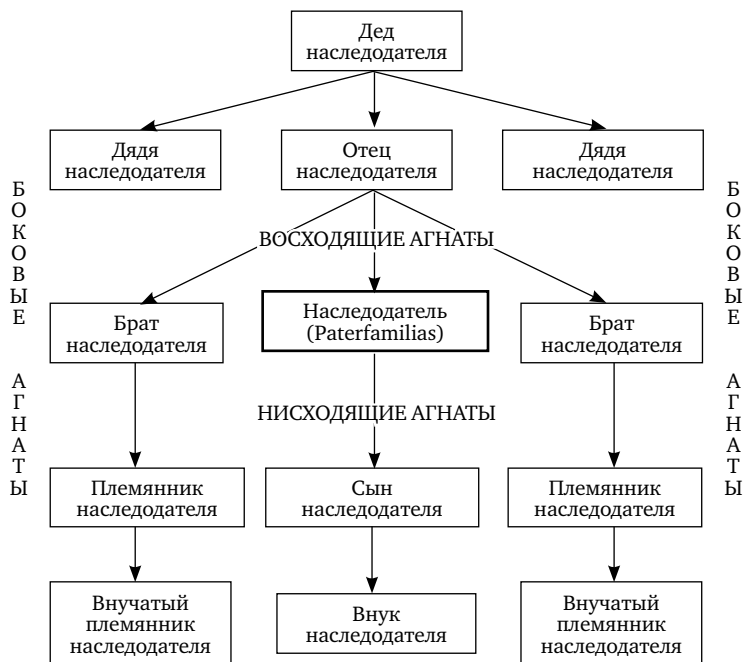 Дед
наследодателя
Дядя
наследодателя
Отец
наследодателя
Дядя
наследодателя
БОКОВЫЕ АГНАТЫ
ВОСХОДЯЩИЕ АГНАТЫ
БОКОВЫЕ АГНАТЫ
Брат
наследодателя
Наследодатель
(Paterfamilias)
Брат
наследодателя
НИСХОДЯЩИЕ АГНАТЫ
Племянник
наследодателя
Сын
наследодателя
Племянник
наследодателя
Внучатый
племянник
наследодателя
Внук
наследодателя
Внучатый
племянник
наследодателя